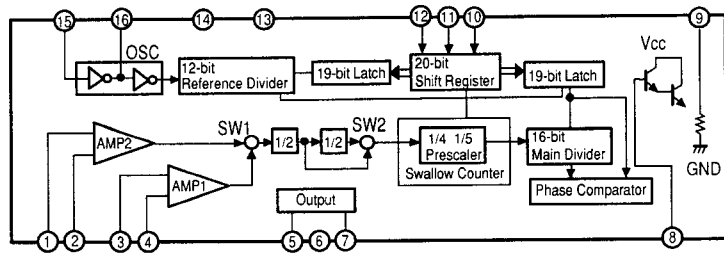 15
16
14
13
12
11
10
9
OSC
12-bit
Reference Divider
19-bit Latch
20-bit
Shift Register
19-bit Latch
Vcc
AMP2
SW1
1/2
1/2
SW2
1/4 1/5
Prescaler
Swallow Counter
16-bit
Main Divider
GND
AMP1
Output
Phase Comparator
1
2
3
4
5
6
7
8